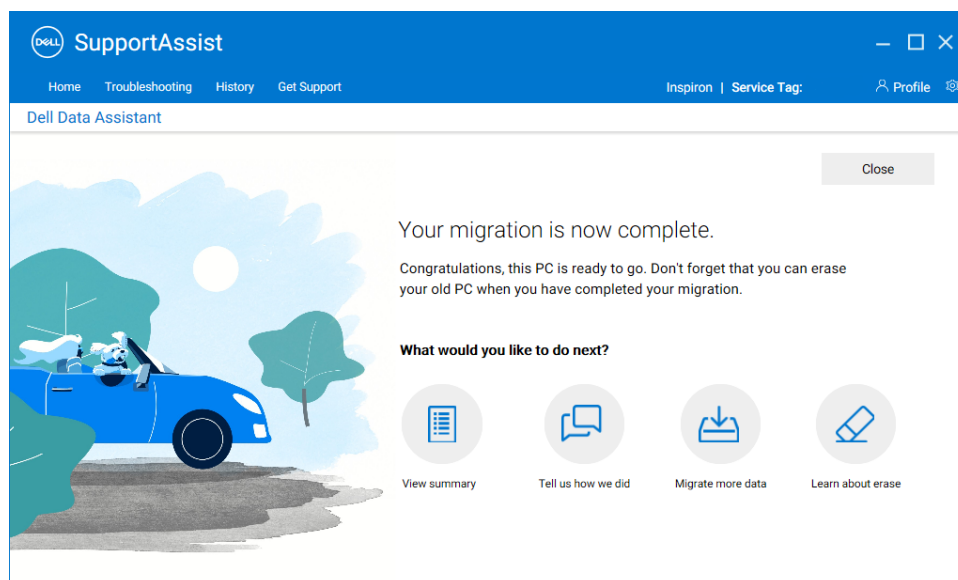 DELL SupportAssist
Home Troubleshooting History Get Support Inspiron | Service Tag: Profile
Dell Data Assistant
Close
Your migration is now complete.
Congratulations, this PC is ready to go. Don't forget that you can erase
your old PC when you have completed your migration.
What would you like to do next?
View summary Tell us how we did Migrate more data Learn about erase